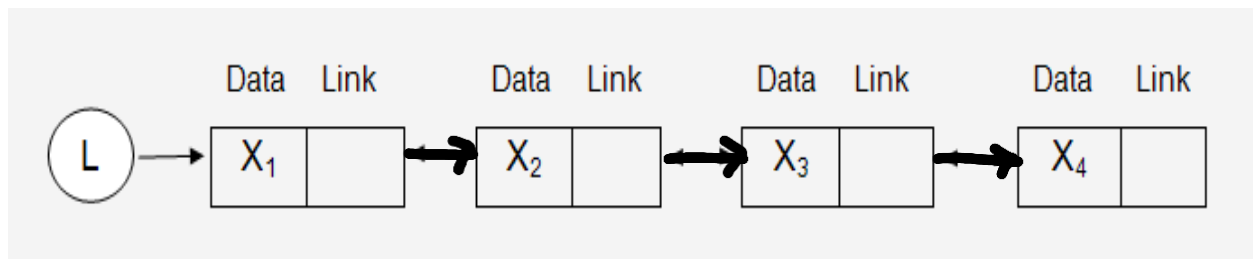 Data Link Data Link Data Link Data Link
L X₁ X₂ X₃ X₄